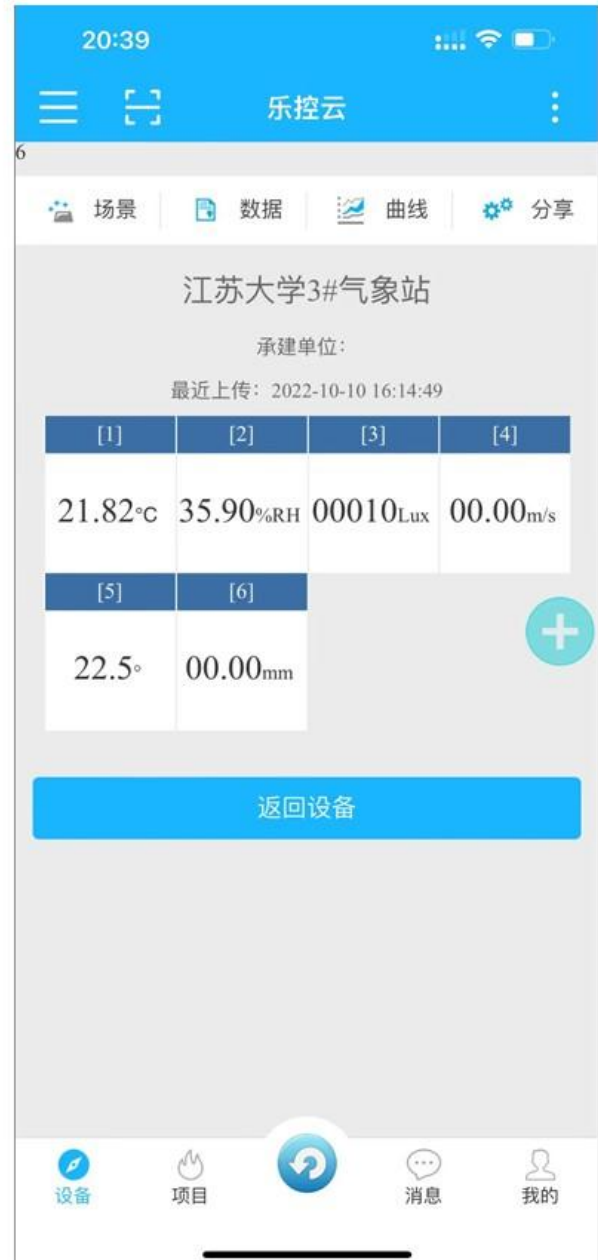 20:39
乐控云
6
场景 数据 曲线 分享
江苏大学3#气象站
承建单位：
最近上传：2022-10-10 16:14:49
[1] [2] [3] [4]
21.82°C 35.90%RH 00010Lux 00.00m/s
[5] [6]
22.5° 00.00mm
返回设备
设备 项目 消息 我的